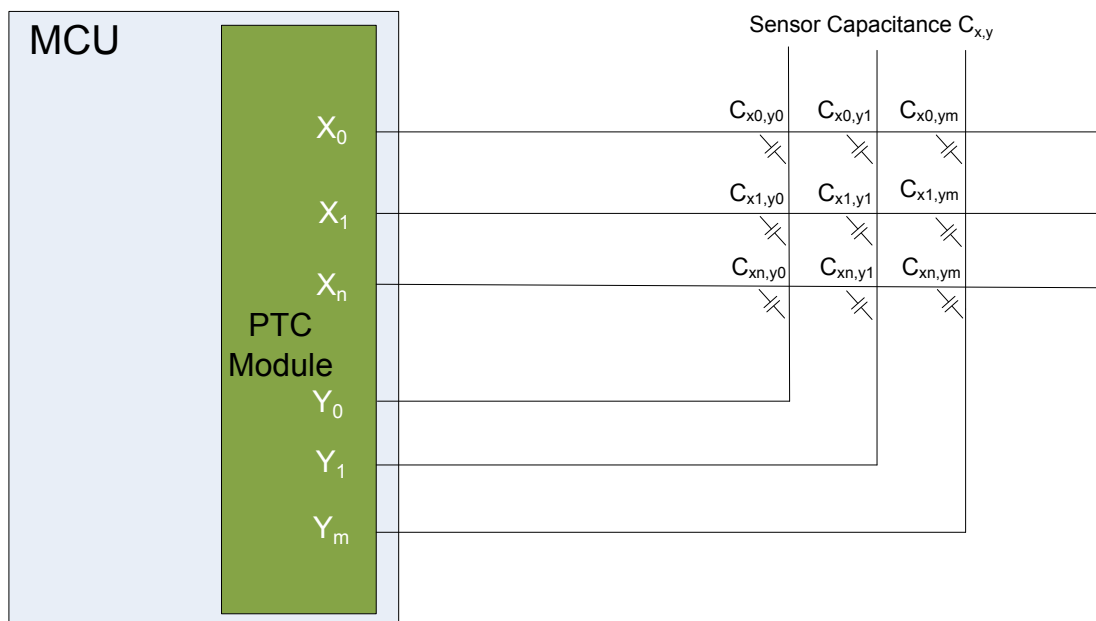 MCU
Sensor Capacitance Cx,y
Cx0,y0 Cx0,y1 Cx0,ym
X0
Cx1,y0 Cx1,y1 Cx1,ym
X1
Cxn,y0 Cxn,y1 Cxn,ym
Xn
PTC
Module
Y0
Y1
Ym